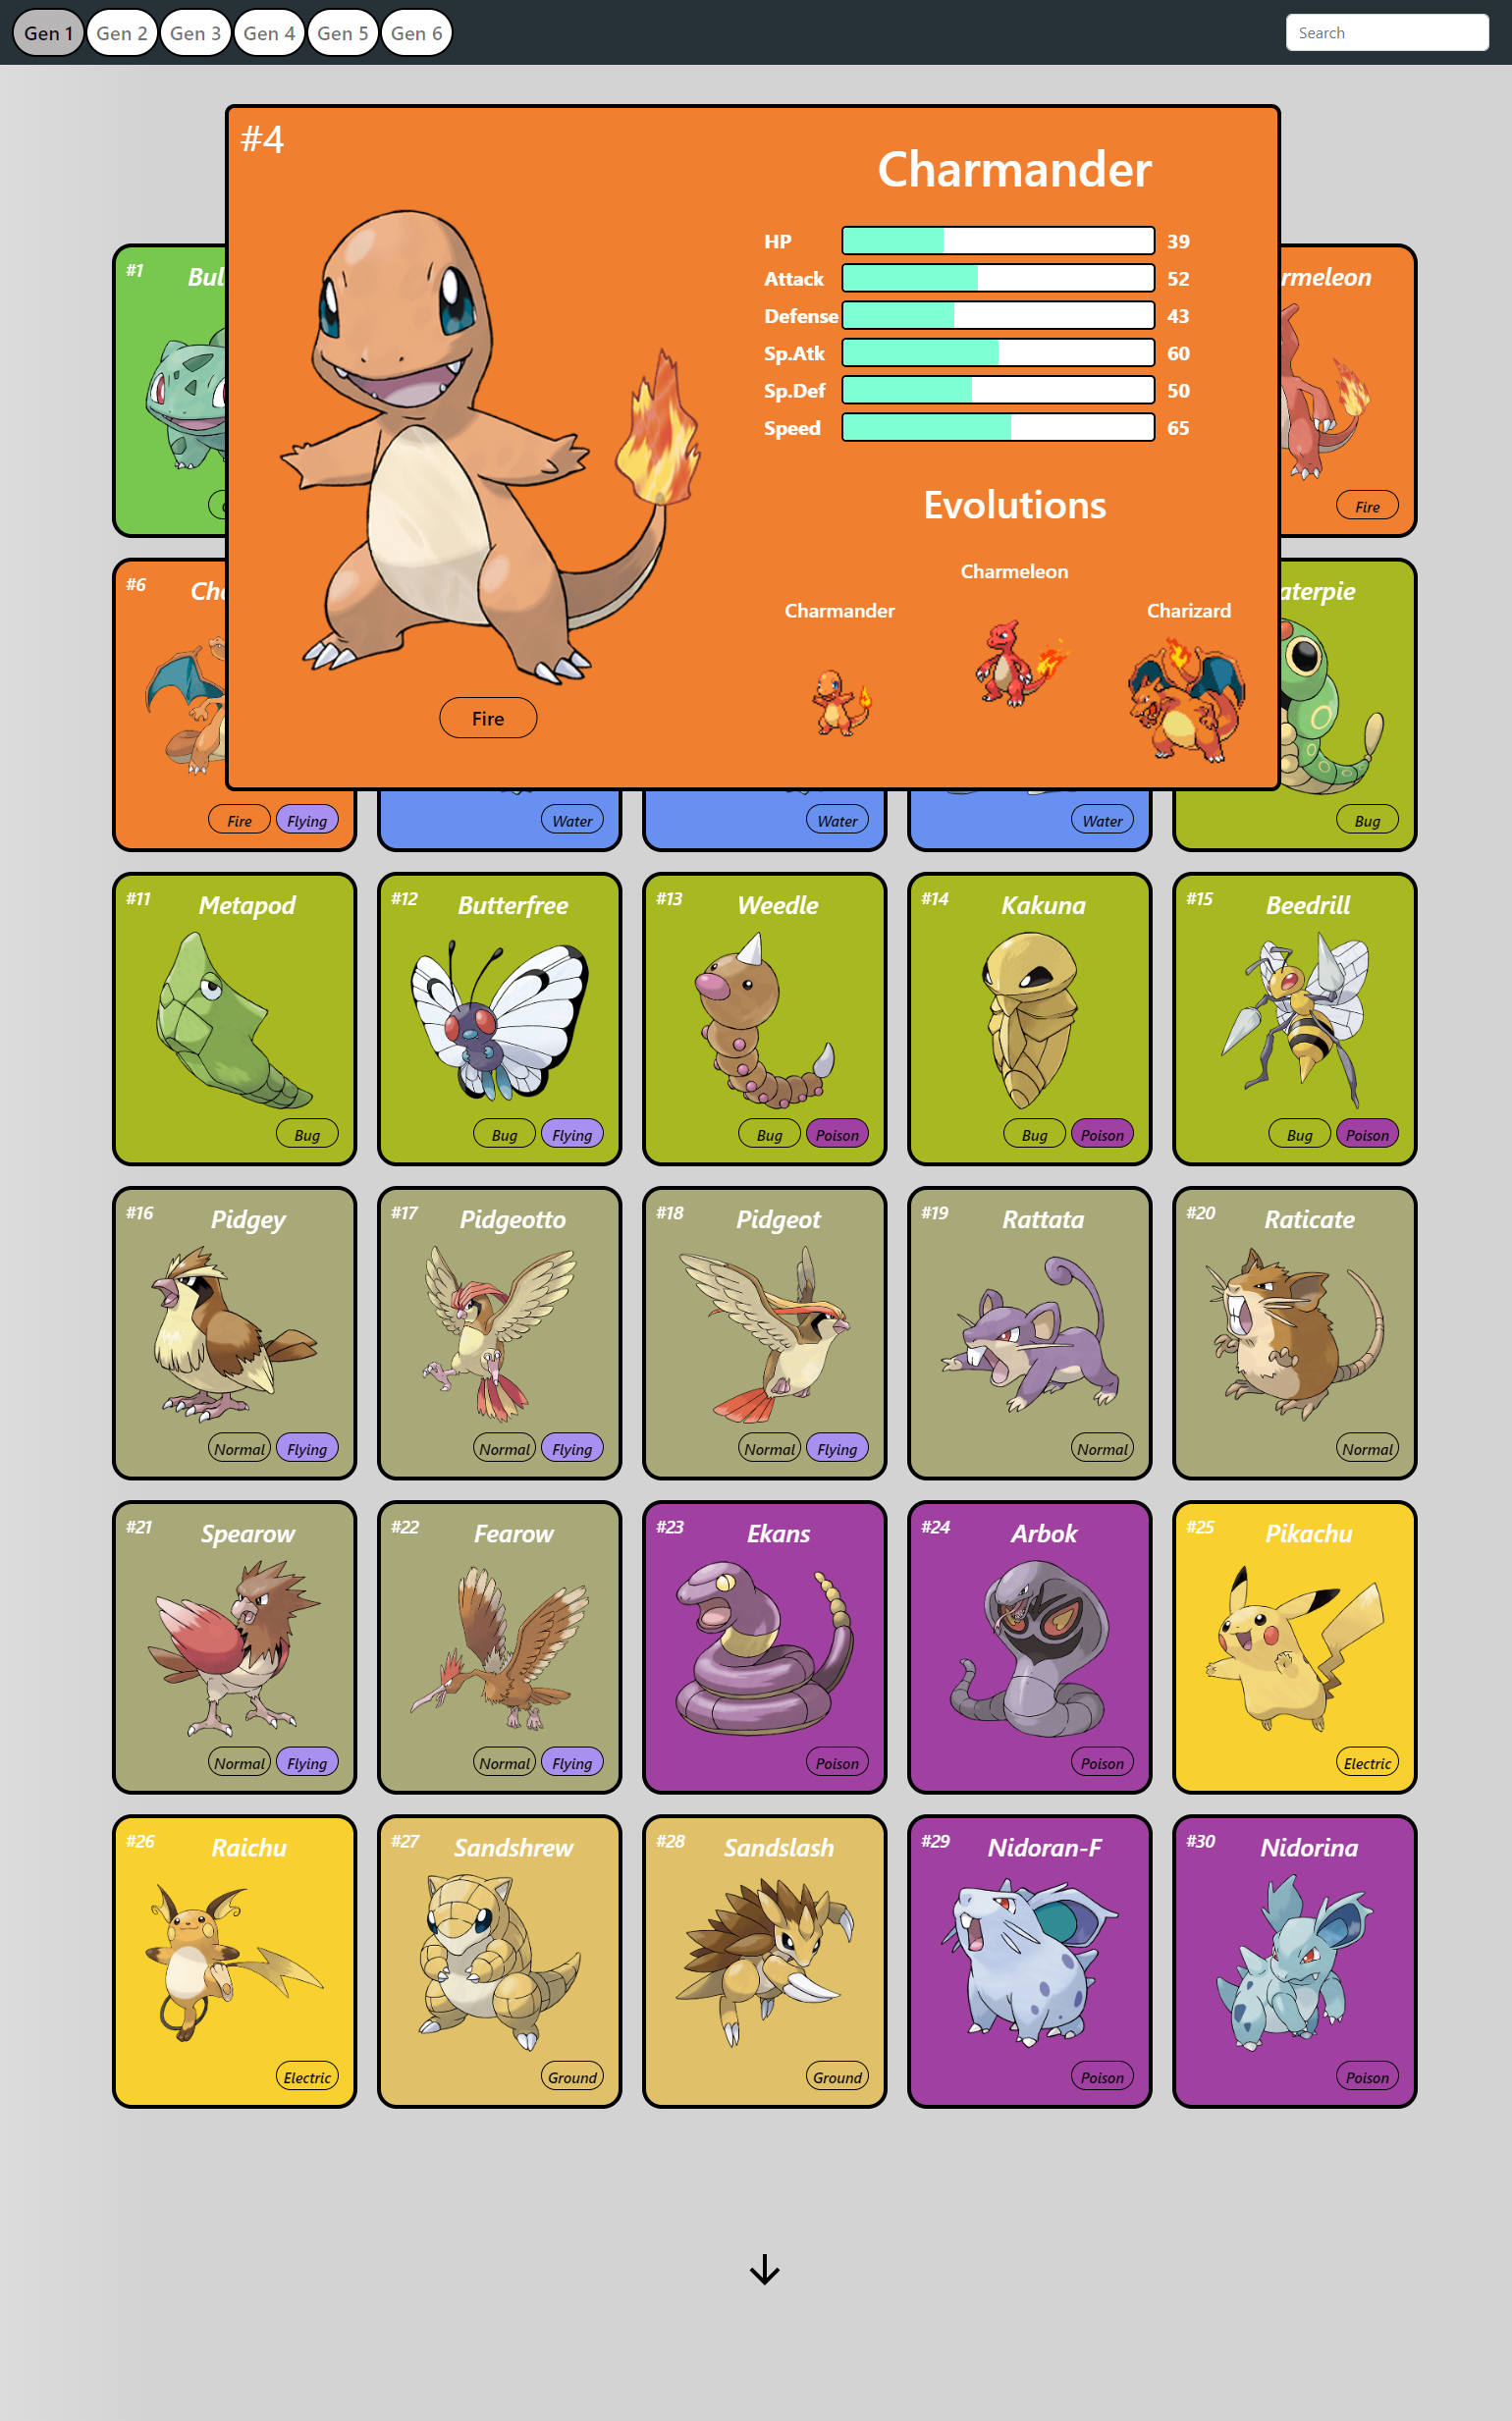 Gen 1 Gen 2 Gen 3 Gen 4 Gen 5 Gen 6 Search
#4
Charmander
HP 39
Attack 52
Defense 43
Sp.Atk 60
Sp.Def 50
Speed 65
Fire
Evolutions
Charmander
Charmeleon
Charizard
#1 Bul
rmeleon
Fire
#6 Cha
Fire Flying
Water
Water
Water
aterpie
Bug
#11 Metapod
Bug
#12 Butterfree
Bug Flying
#13 Weedle
Bug Poison
#14 Kakuna
Bug Poison
#15 Beedrill
Bug Poison
#16 Pidgey
Normal Flying
#17 Pidgeotto
Normal Flying
#18 Pidgeot
Normal Flying
#19 Rattata
Normal
#20 Raticate
Normal
#21 Spearow
Normal Flying
#22 Fearow
Normal Flying
#23 Ekans
Poison
#24 Arbok
Poison
#25 Pikachu
Electric
#26 Raichu
Electric
#27 Sandshrew
Ground
#28 Sandslash
Ground
#29 Nidoran-F
Poison
#30 Nidorina
Poison